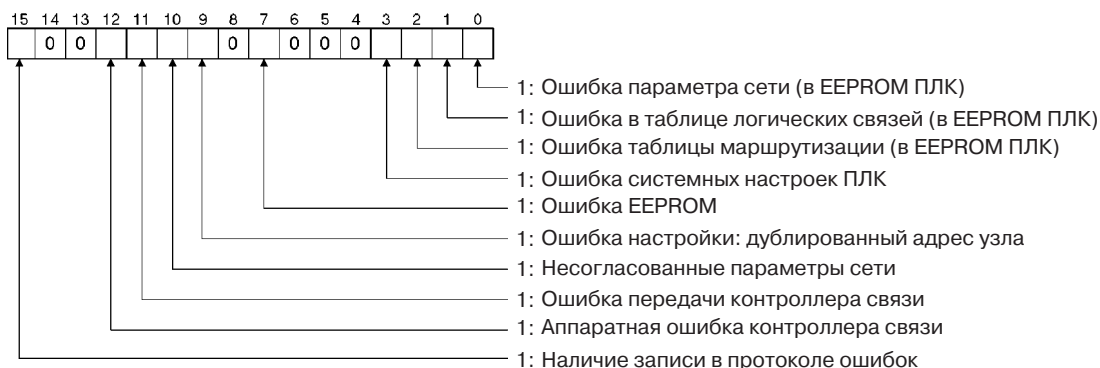 15 14 13 12 11 10 9 8 7 6 5 4 3 2 1 0
0 0 0 0 0 0
1: Ошибка параметра сети (в EEPROM ПЛК)
1: Ошибка в таблице логических связей (в EEPROM ПЛК)
1: Ошибка таблицы маршрутизации (в EEPROM ПЛК)
1: Ошибка системных настроек ПЛК
1: Ошибка EEPROM
1: Ошибка настройки: дублированный адрес узла
1: Несогласованные параметры сети
1: Ошибка передачи контроллера связи
1: Аппаратная ошибка контроллера связи
1: Наличие записи в протоколе ошибок